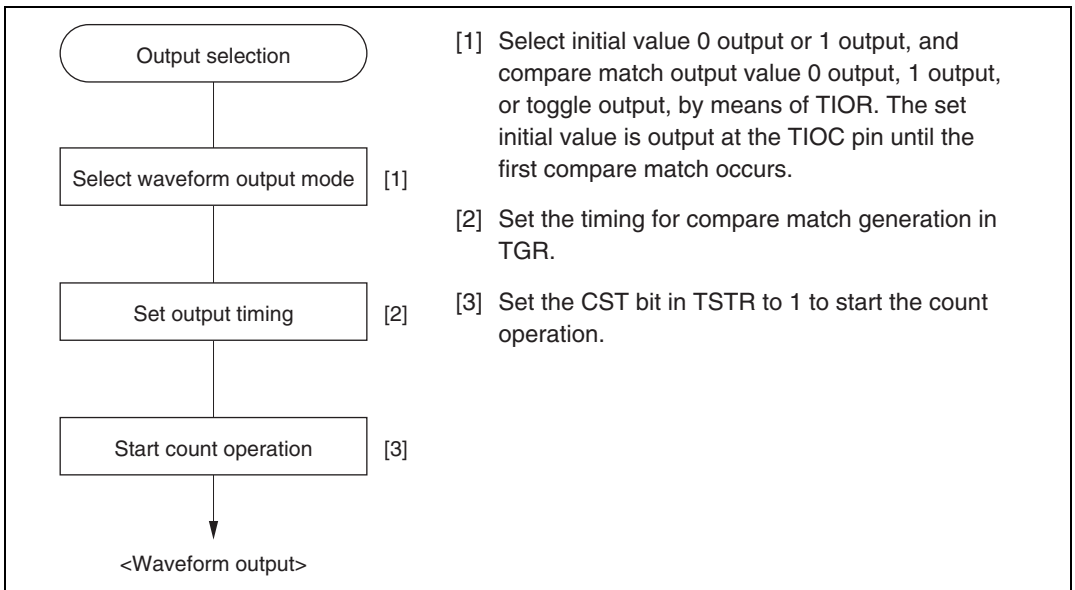 Output selection
Select waveform output mode [1]
Set output timing [2]
Start count operation [3]
<Waveform output>
[1] Select initial value 0 output or 1 output, and
compare match output value 0 output, 1 output,
or toggle output, by means of TIOR. The set
initial value is output at the TIOC pin until the
first compare match occurs.
[2] Set the timing for compare match generation in
TGR.
[3] Set the CST bit in TSTR to 1 to start the count
operation.